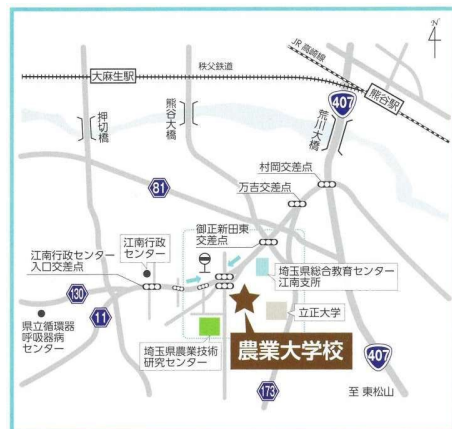 N
4
JR 高崎線
秩父鉄道
大麻生駅
熊谷駅
407
押切橋
熊谷大橋
荒川大橋
村岡交差点
81
万吉交差点
御正新田東
交差点
江南行政センター
入口交差点
江南行政
センター
埼玉県総合教育センター
江南支所
130
11
立正大学
県立循環器
呼吸器病
センター
農業大学校
埼玉県農業技術
研究センター
407
173
至 東松山